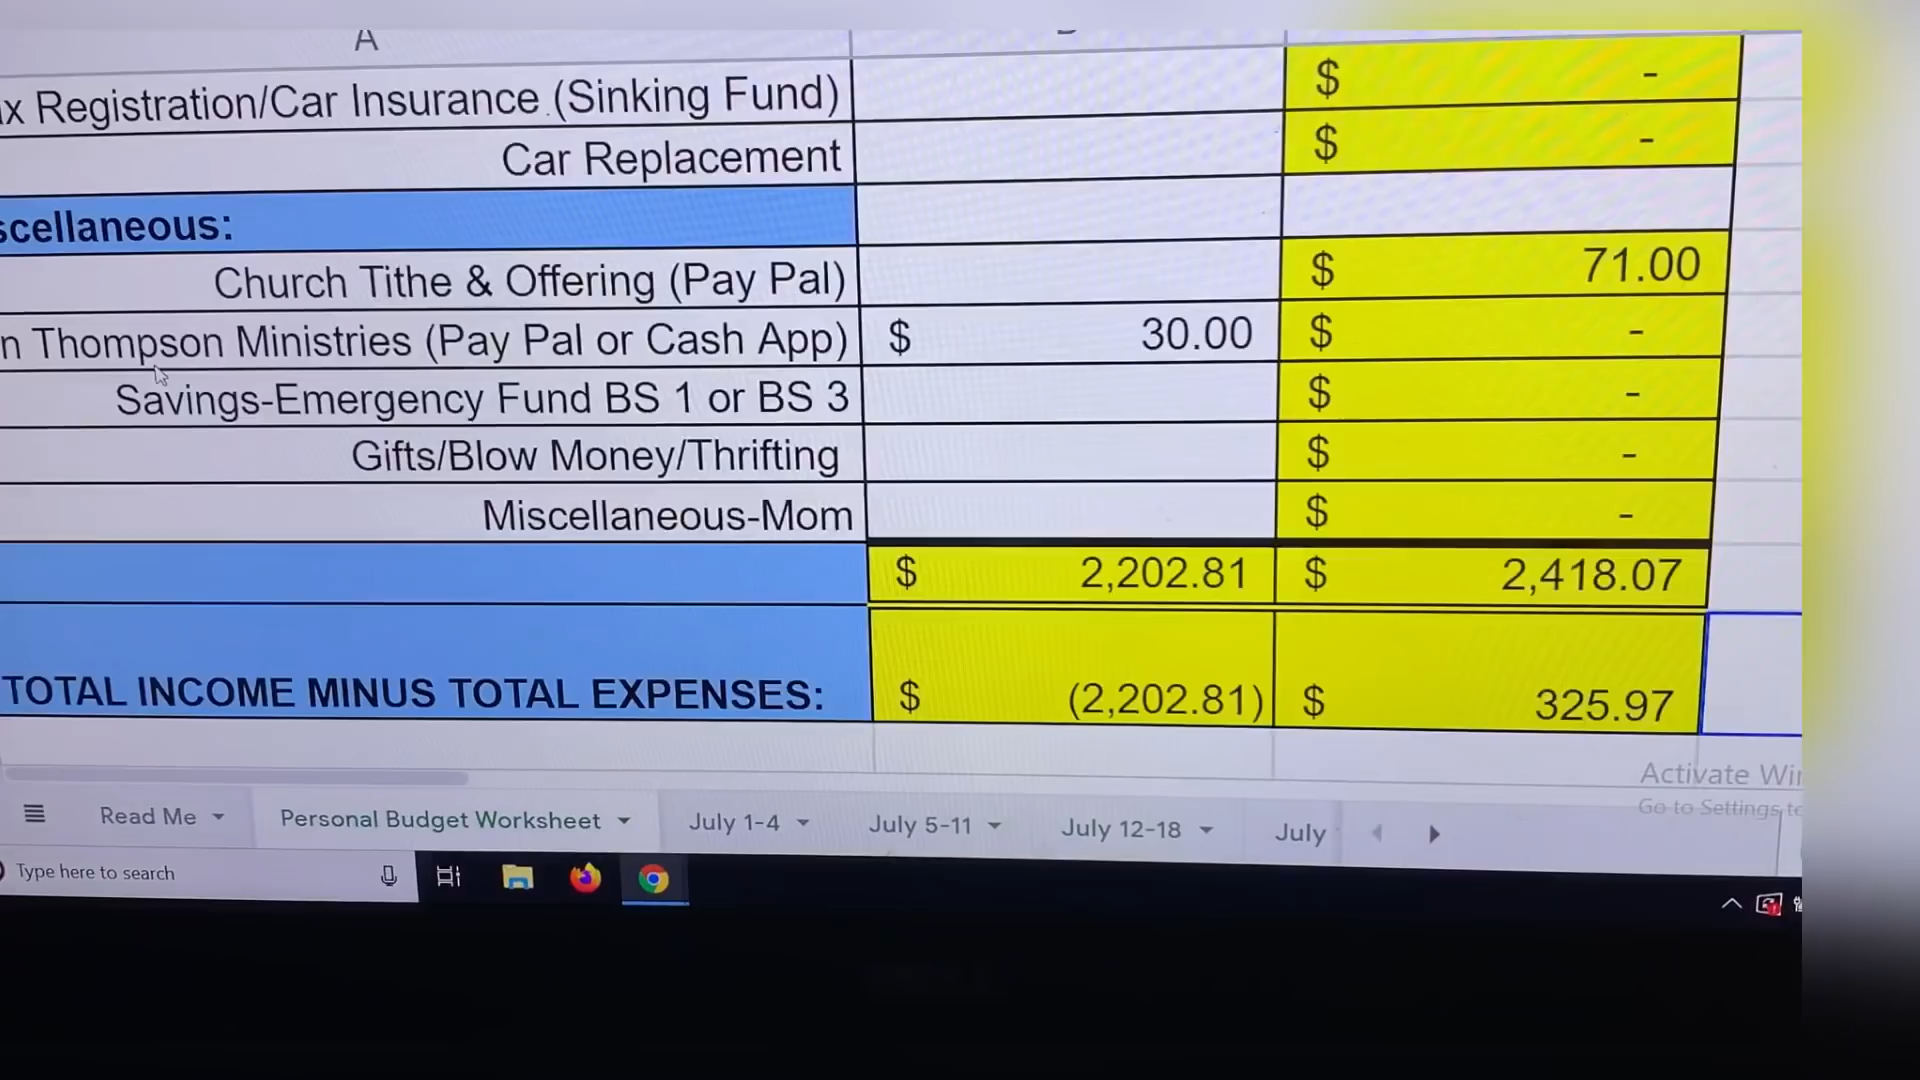 A
x Registration/Car Insurance (Sinking Fund) $ -
Car Replacement $ -
scellaneous:
Church Tithe & Offering (Pay Pal) $ 71.00
n Thompson Ministries (Pay Pal or Cash App) $ 30.00 $ -
Savings-Emergency Fund BS 1 or BS 3 $ -
Gifts/Blow Money/Thrifting $ -
Miscellaneous-Mom $ -
$ 2,202.81 $ 2,418.07
TOTAL INCOME MINUS TOTAL EXPENSES: $ (2,202.81) $ 325.97
Activate Wi
Go to Settings t
Read Me Personal Budget Worksheet July 1-4 July 5-11 July 12-18 July
Type here to search